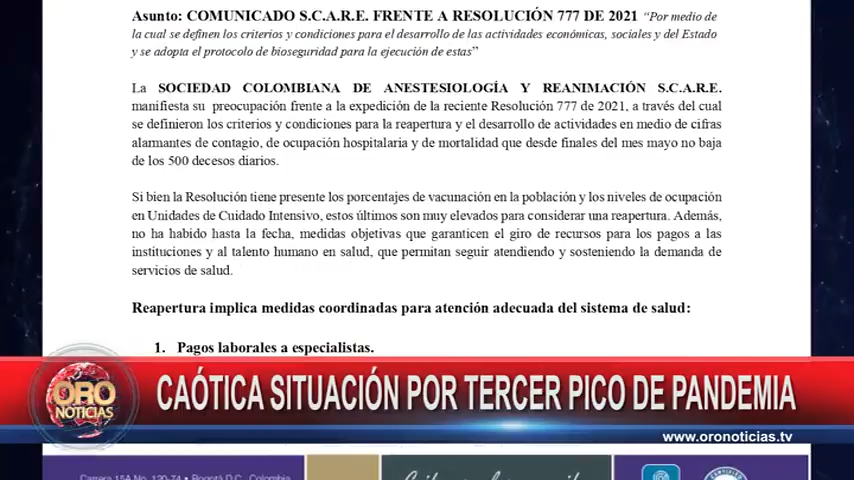 Asunto: COMUNICADO S.C.A.R.E. FRENTE A RESOLUCIÓN 777 DE 2021 “Por medio de
la cual se definen los criterios y condiciones para el desarrollo de las actividades económicas, sociales y del Estado
y se adopta el protocolo de bioseguridad para la ejecución de estas”
La SOCIEDAD COLOMBIANA DE ANESTESIOLOGÍA Y REANIMACIÓN S.C.A.R.E.
manifiesta su preocupación frente a la expedición de la reciente Resolución 777 de 2021, a través del cual
se definieron los criterios y condiciones para la reapertura y el desarrollo de actividades en medio de cifras
alarmantes de contagio, de ocupación hospitalaria y de mortalidad que desde finales del mes mayo no baja
de los 500 decesos diarios.
Si bien la Resolución tiene presente los porcentajes de vacunación en la población y los niveles de ocupación
en Unidades de Cuidado Intensivo, estos últimos son muy elevados para considerar una reapertura. Además,
no ha habido hasta la fecha, medidas objetivas que garanticen el giro de recursos para los pagos a las
instituciones y al talento humano en salud, que permitan seguir atendiendo y sosteniendo la demanda de
servicios de salud.
Reapertura implica medidas coordinadas para atención adecuada del sistema de salud:
1. Pagos laborales a especialistas.
ORO
NOTICIAS
CAÓTICA SITUACIÓN POR TERCER PICO DE PANDEMIA
www.oronoticias.tv
Carrera 15A No. 120-74 • Bogotá D.C. Colombia